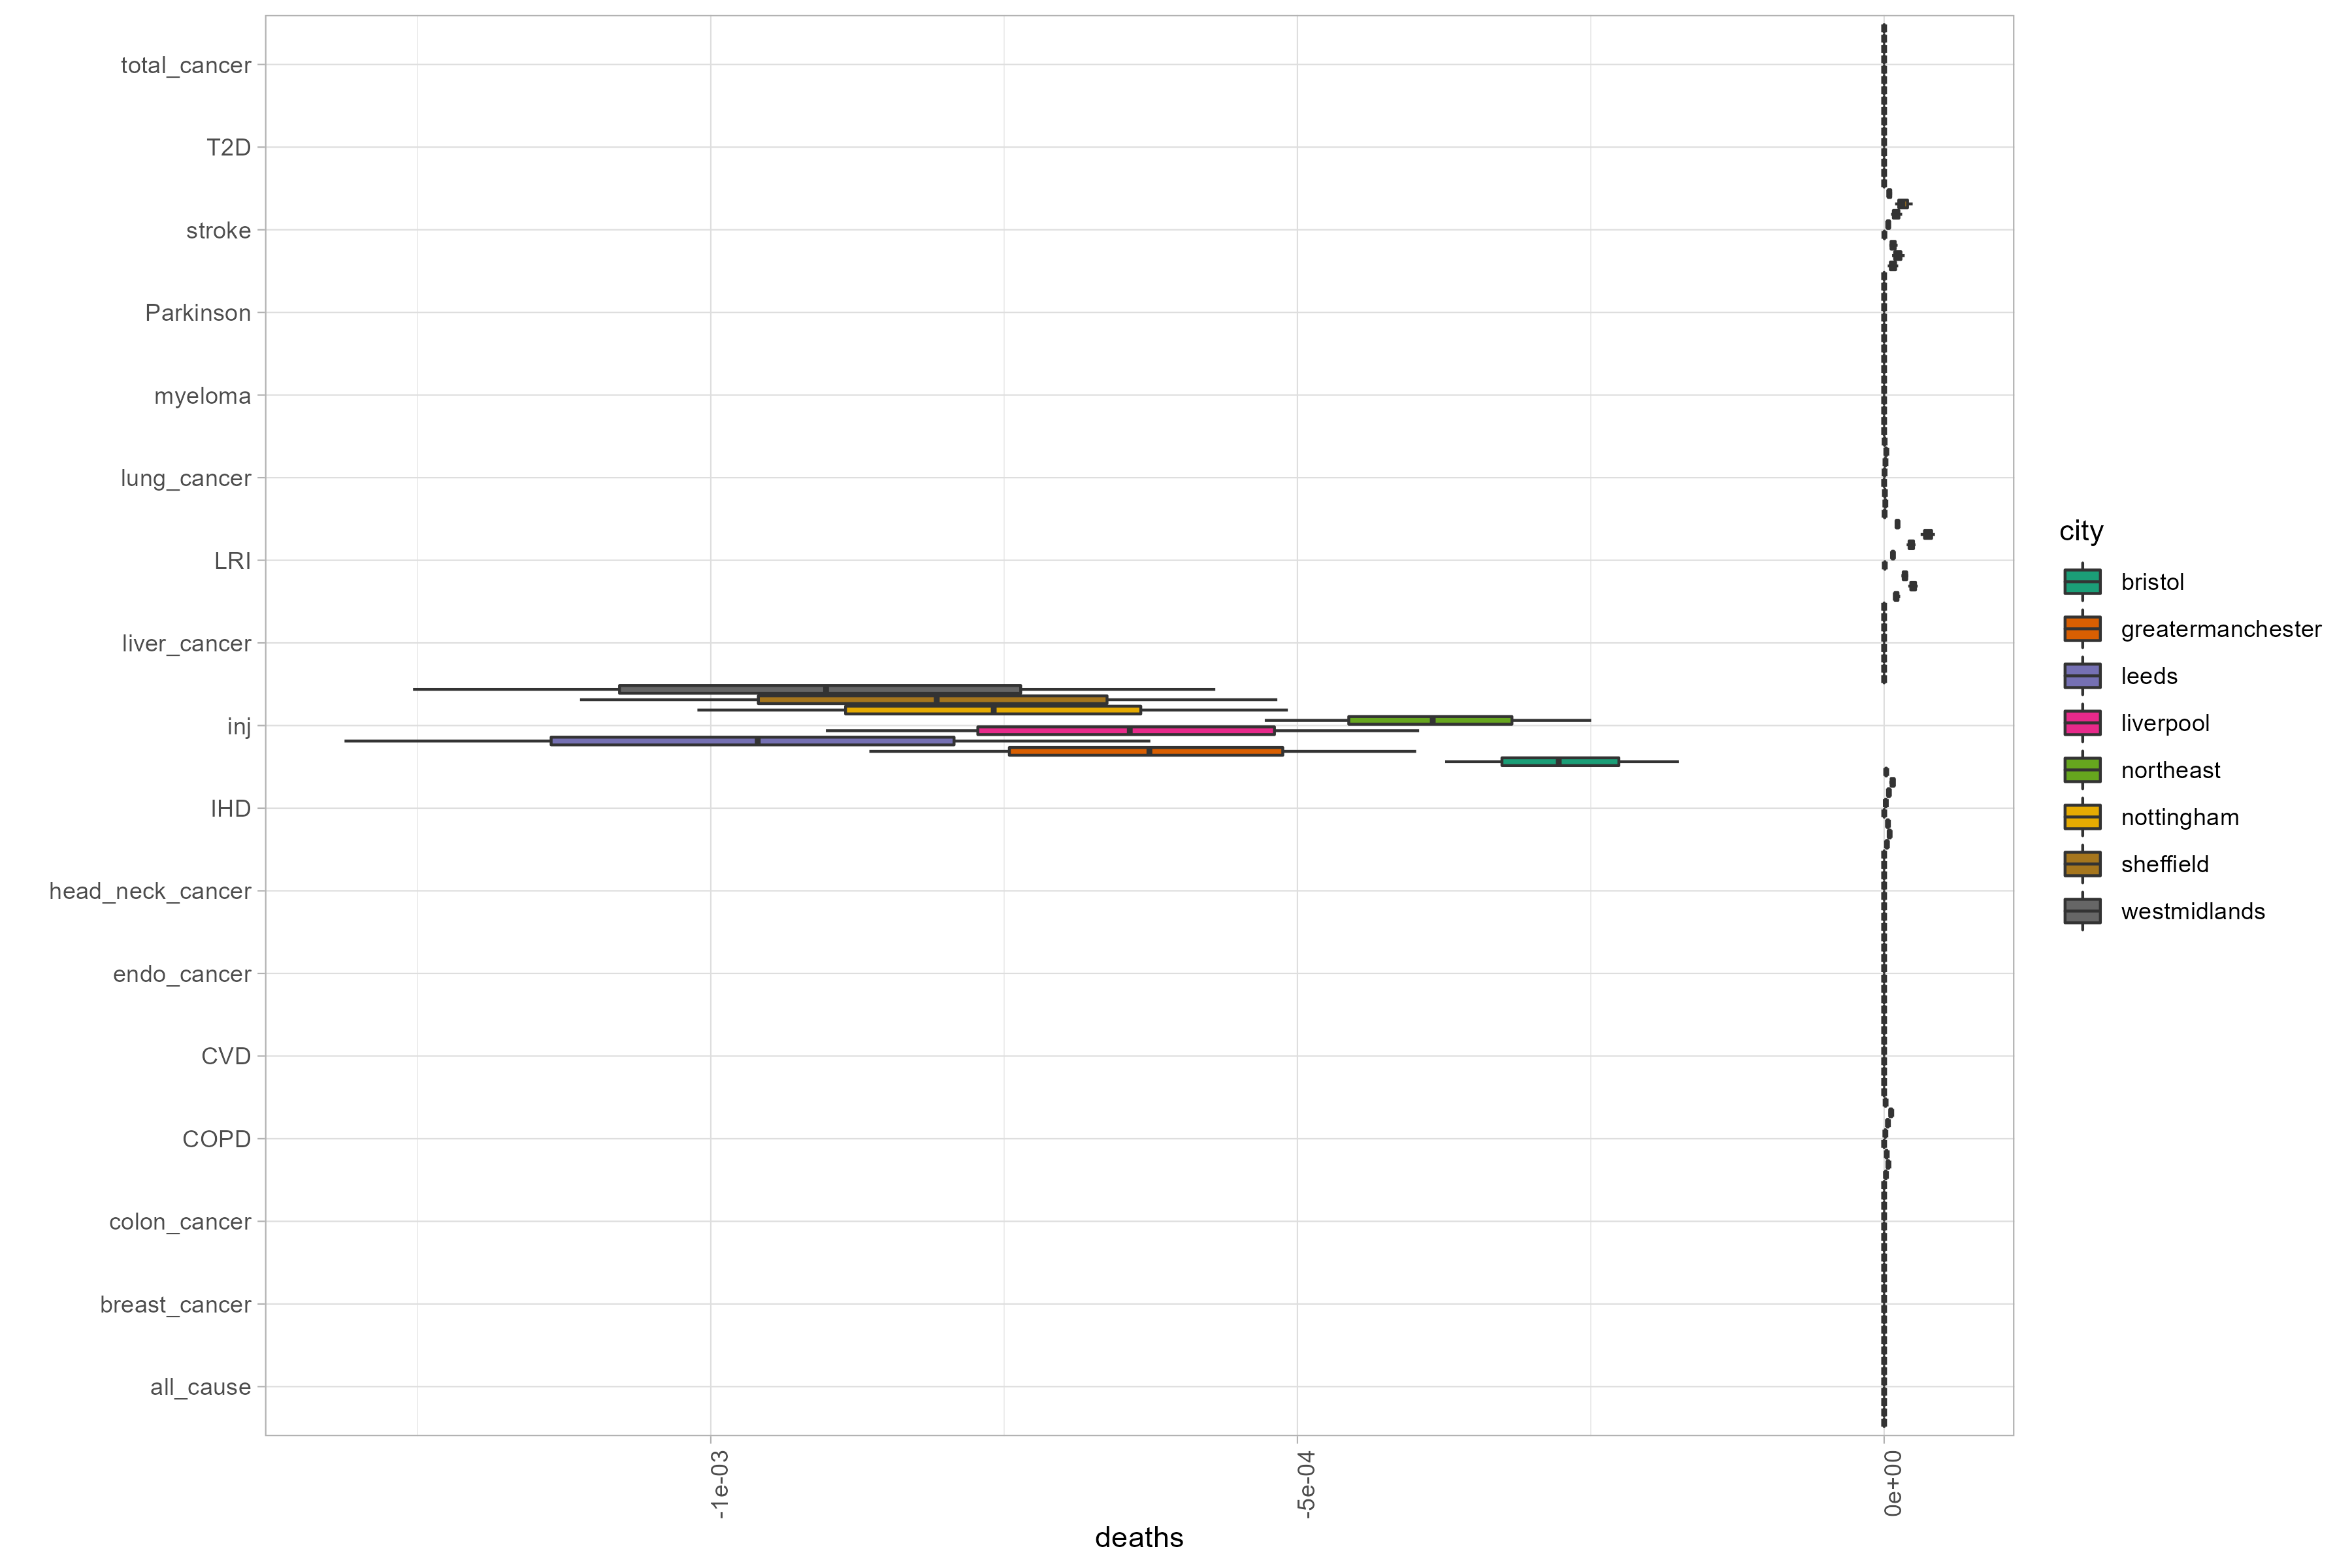 total_cancer
T2D
stroke
Parkinson
myeloma
lung_cancer
LRI
liver_cancer
inj
IHD
head_neck_cancer
endo_cancer
CVD
COPD
colon_cancer
breast_cancer
all_cause
-1e-03
-5e-04
0e+00
deaths
city
bristol
greatermanchester
leeds
liverpool
northeast
nottingham
sheffield
westmidlands